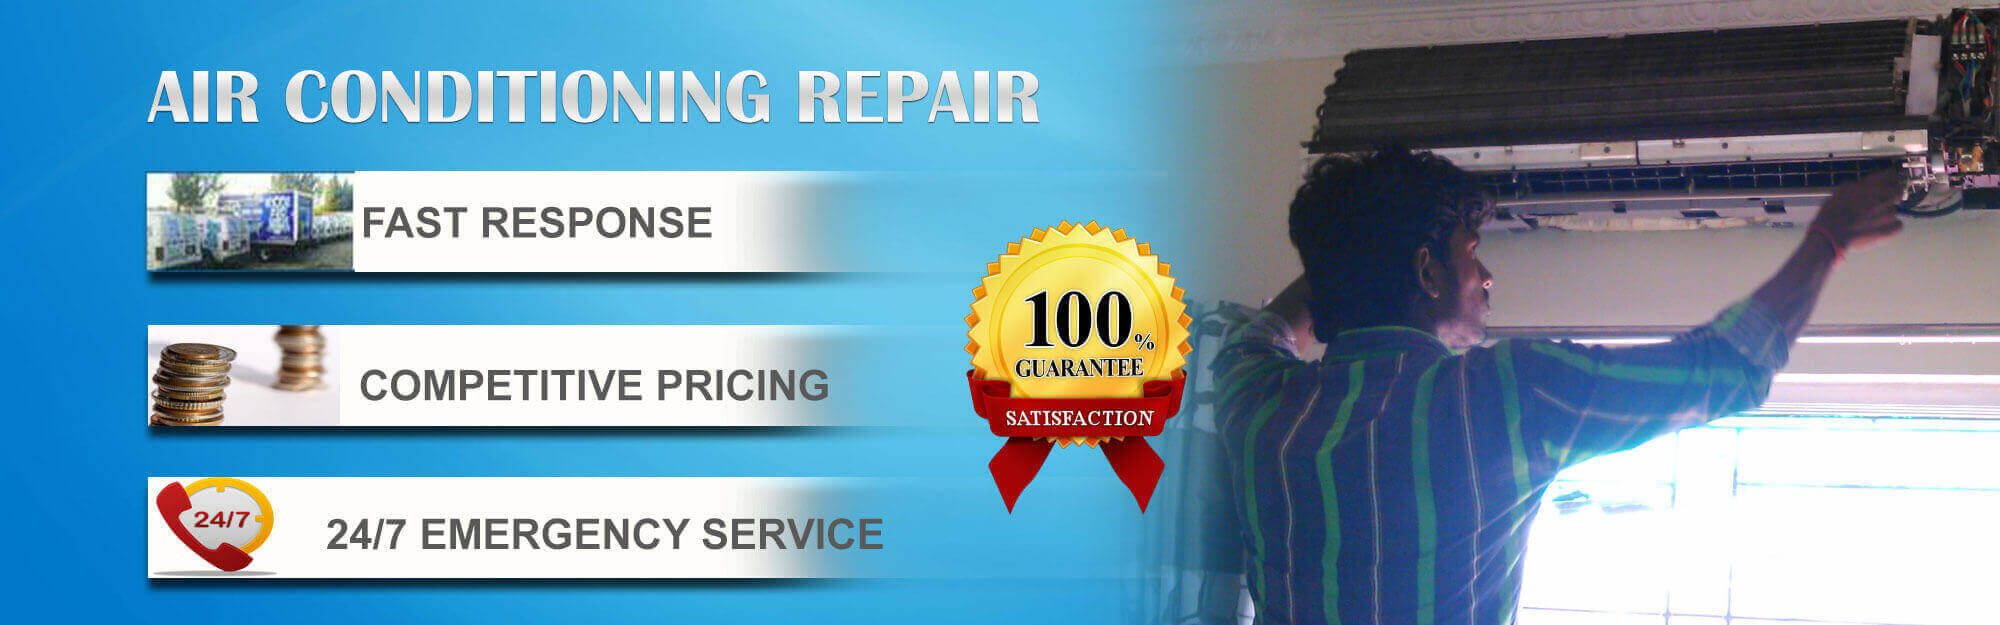 AIR CONDITIONING REPAIR
FAST RESPONSE
COMPETITIVE PRICING
24/7
24/7 EMERGENCY SERVICE
100%
GUARANTEE
SATISFACTION